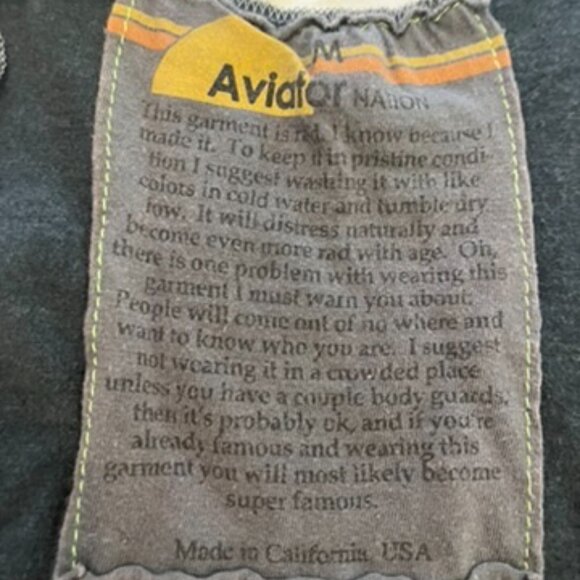 M
Aviator NATION
This garment is rad. I know because I
made it. To keep it in pristine condi-
tion I suggest washing it with like
colors in cold water and tumble dry
low. It will distress naturally and
become even more rad with age. Oh,
there is one problem with wearing this
garment I must warn you about.
People will come out of no where and
want to know who you are. I suggest
not wearing it in a crowded place
unless you have a couple body guards,
then it's probably ok, and if you're
already famous and wearing this
garment you will most likely become
super famous.
Made in California, USA